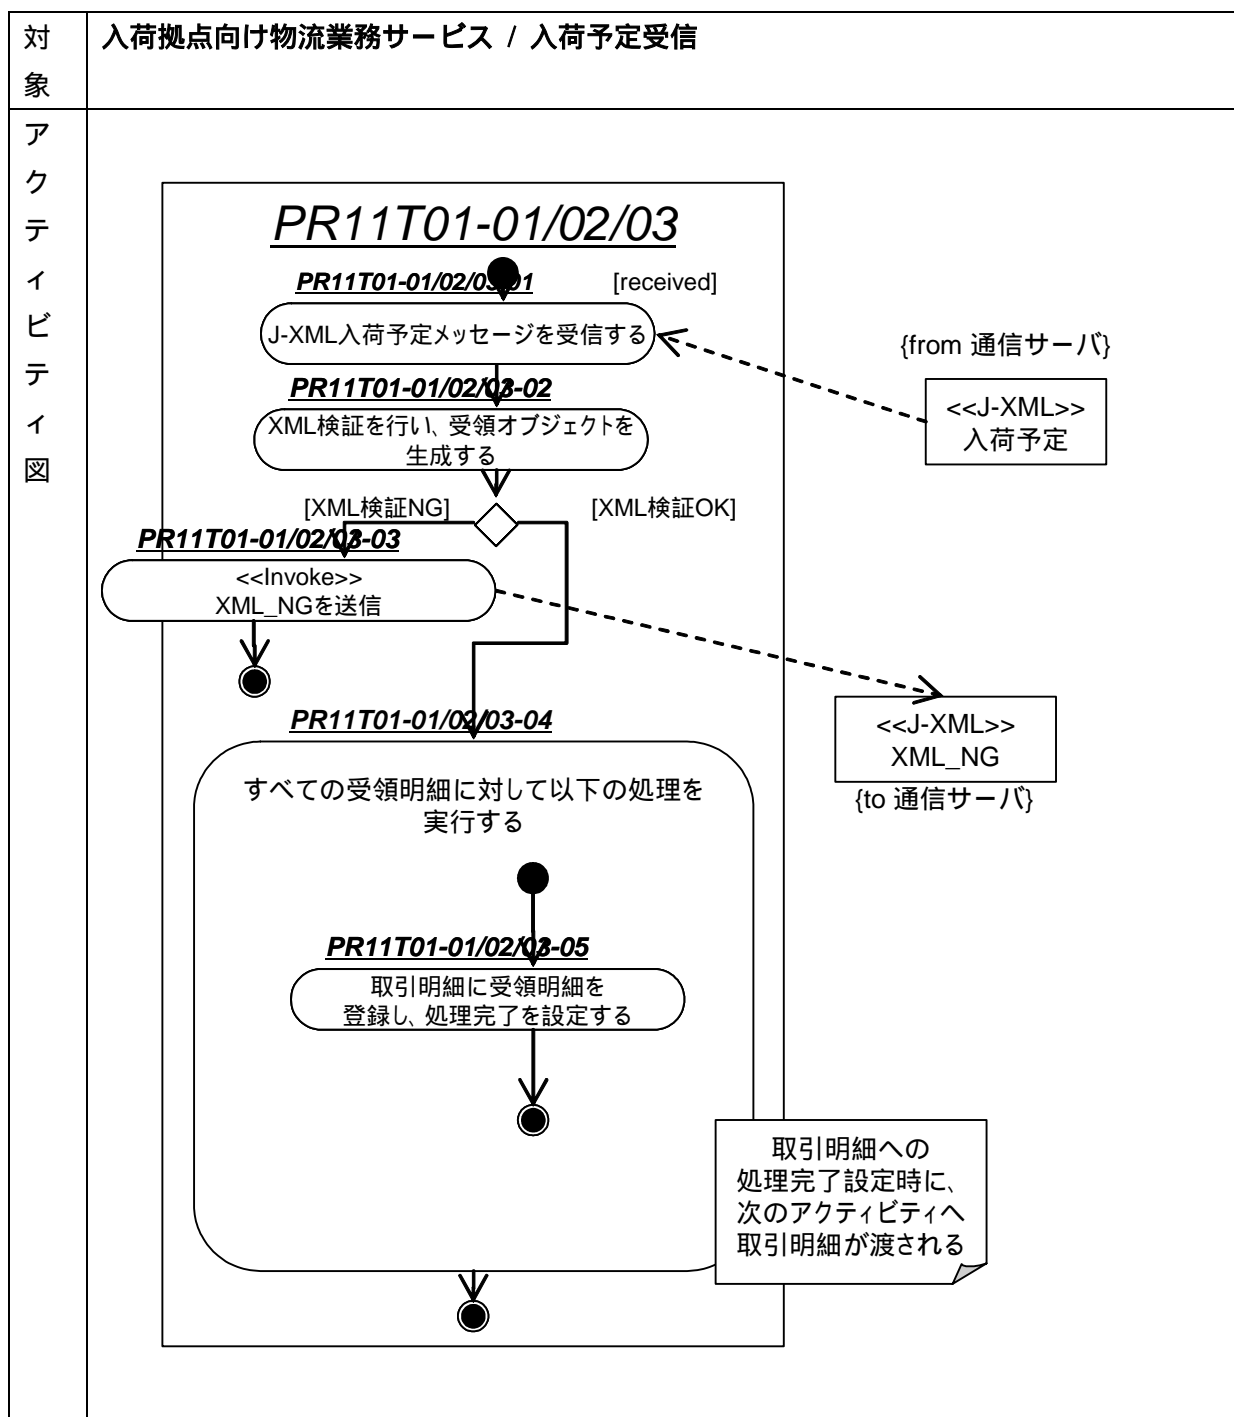 対象
入荷拠点向け物流業務サービス / 入荷予定受信
アクティビティ図
PR11T01-01/02/03
PR11T01-01/02/03-01
[received]
J-XML入荷予定メッセージを受信する
{from 通信サーバ}
<<J-XML>>
入荷予定
PR11T01-01/02/03-02
XML検証を行い、受領オブジェクトを
生成する
[XML検証NG]
[XML検証OK]
PR11T01-01/02/03-03
<<Invoke>>
XML_NGを送信
<<J-XML>>
XML_NG
{to 通信サーバ}
PR11T01-01/02/03-04
すべての受領明細に対して以下の処理を
実行する
PR11T01-01/02/03-05
取引明細に受領明細を
登録し、処理完了を設定する
取引明細への
処理完了設定時に、
次のアクティビティへ
取引明細が渡される